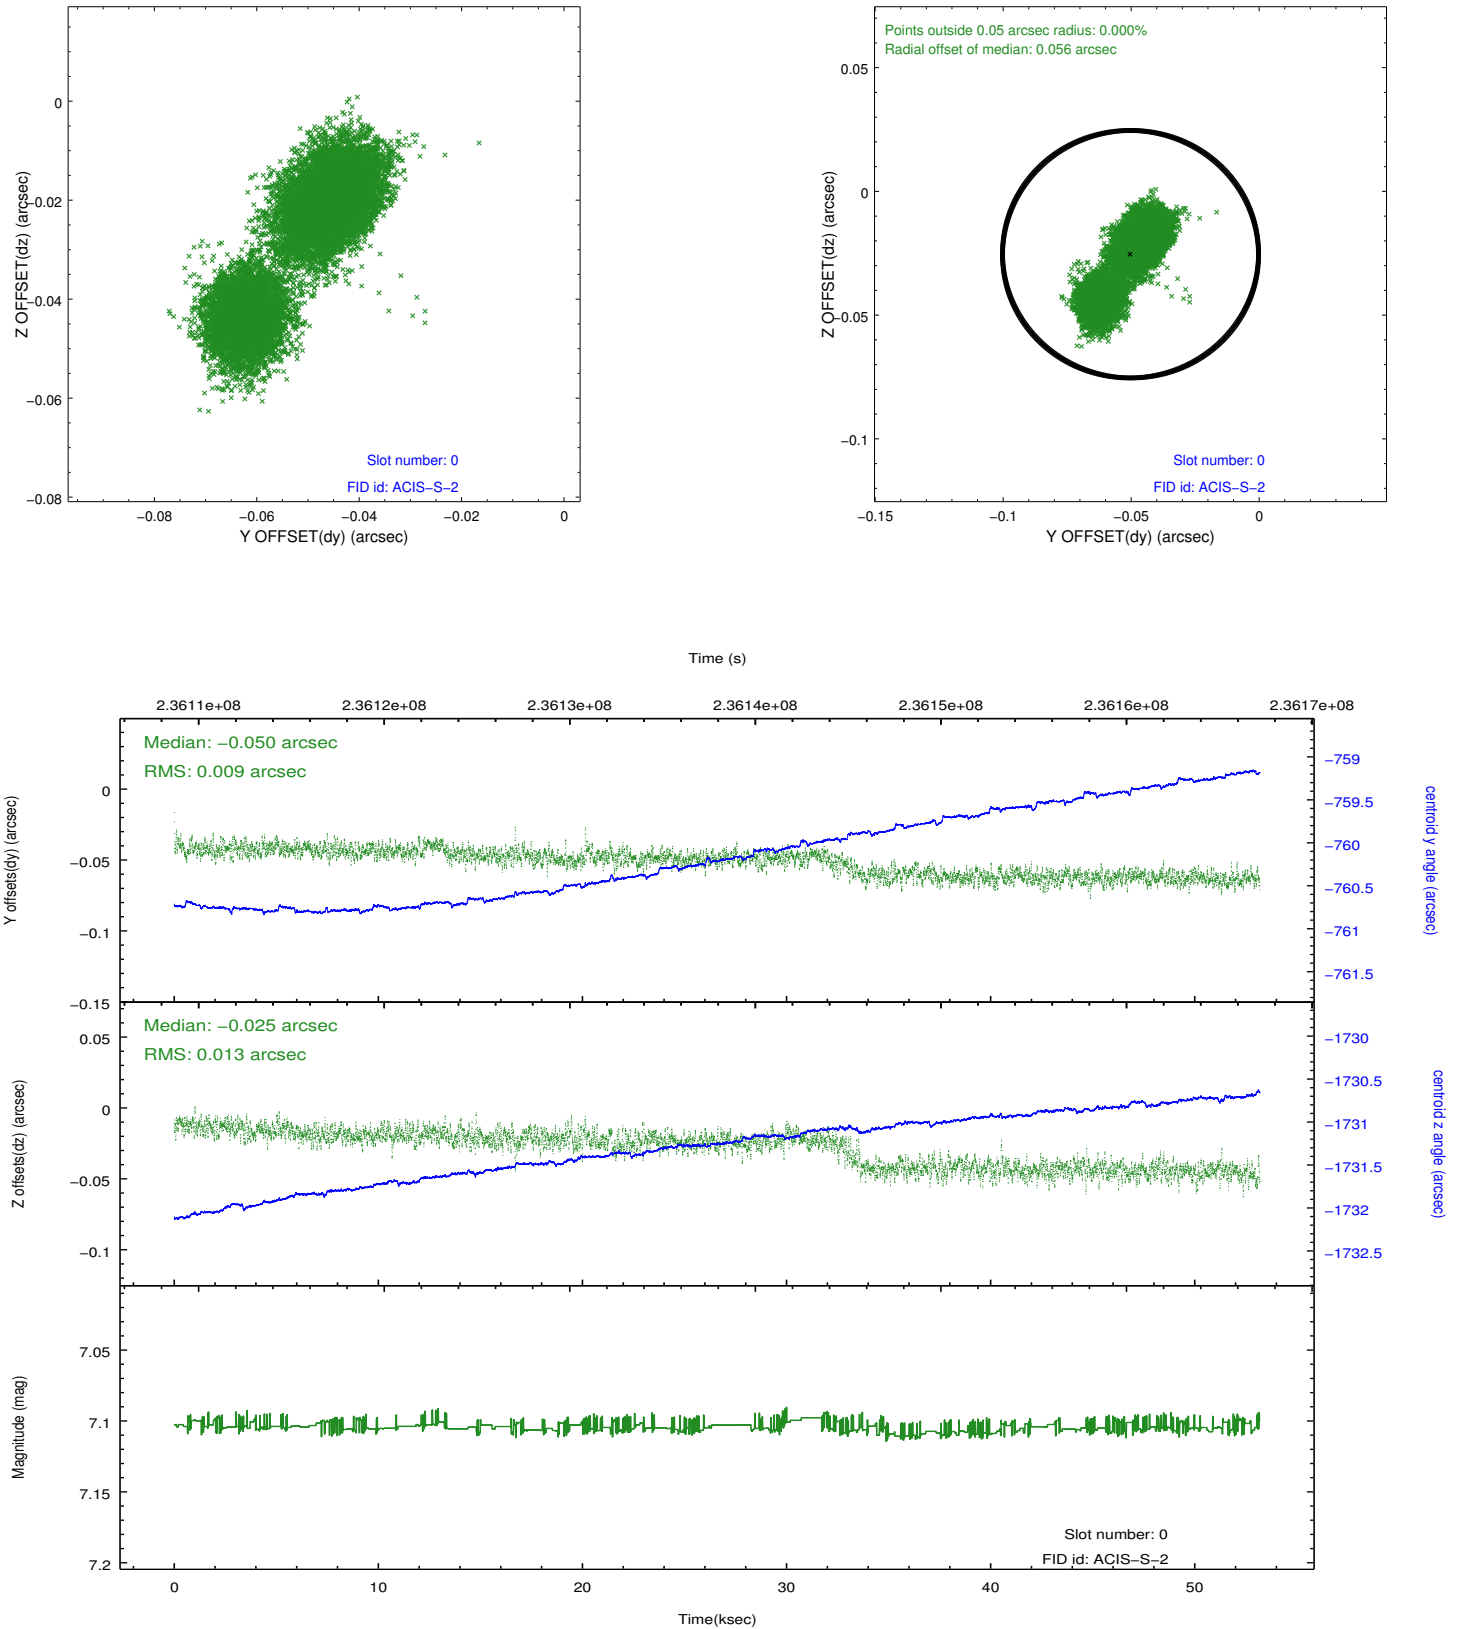 0
−0.02
−0.04
−0.06
−0.08
Z OFFSET(dz) (arcsec)
Slot number: 0
FID id: ACIS−S−2
−0.08 −0.06 −0.04 −0.02 0
Y OFFSET(dy) (arcsec)
Points outside 0.05 arcsec radius: 0.000%
Radial offset of median: 0.056 arcsec
0.05
0
−0.05
−0.1
Z OFFSET(dz) (arcsec)
Slot number: 0
FID id: ACIS−S−2
−0.15 −0.1 −0.05 0
Y OFFSET(dy) (arcsec)
Time (s)
2.3611e+08 2.3612e+08 2.3613e+08 2.3614e+08 2.3615e+08 2.3616e+08 2.3617e+08
Median: −0.050 arcsec
RMS: 0.009 arcsec
0
−0.05
−0.1
−0.15
Y offsets(dy) (arcsec)
−759
−759.5
−760
−760.5
−761
−761.5
centroid y angle (arcsec)
Median: −0.025 arcsec
RMS: 0.013 arcsec
0.05
0
−0.05
−0.1
Z offsets(dz) (arcsec)
−1730
−1730.5
−1731
−1731.5
−1732
−1732.5
centroid z angle (arcsec)
7.05
7.1
7.15
7.2
Magnitude (mag)
Slot number: 0
FID id: ACIS−S−2
0 10 20 30 40 50
Time(ksec)